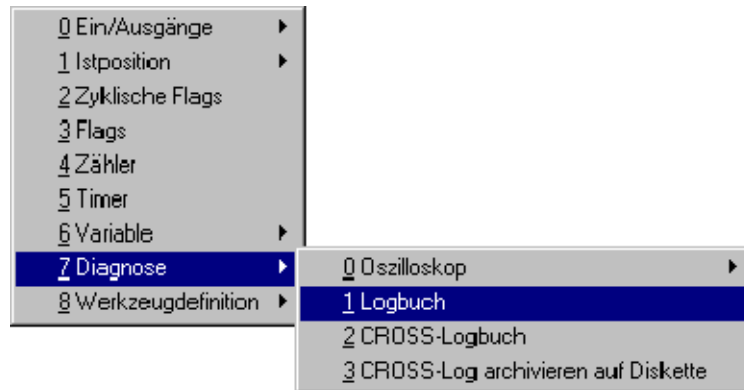 0 Ein/Ausgänge
1 Istposition
2 Zyklische Flags
3 Flags
4 Zähler
5 Timer
6 Variable
7 Diagnose
8 Werkzeugdefinition
0 Oszilloskop
1 Logbuch
2 CROSS-Logbuch
3 CROSS-Log archivieren auf Diskette